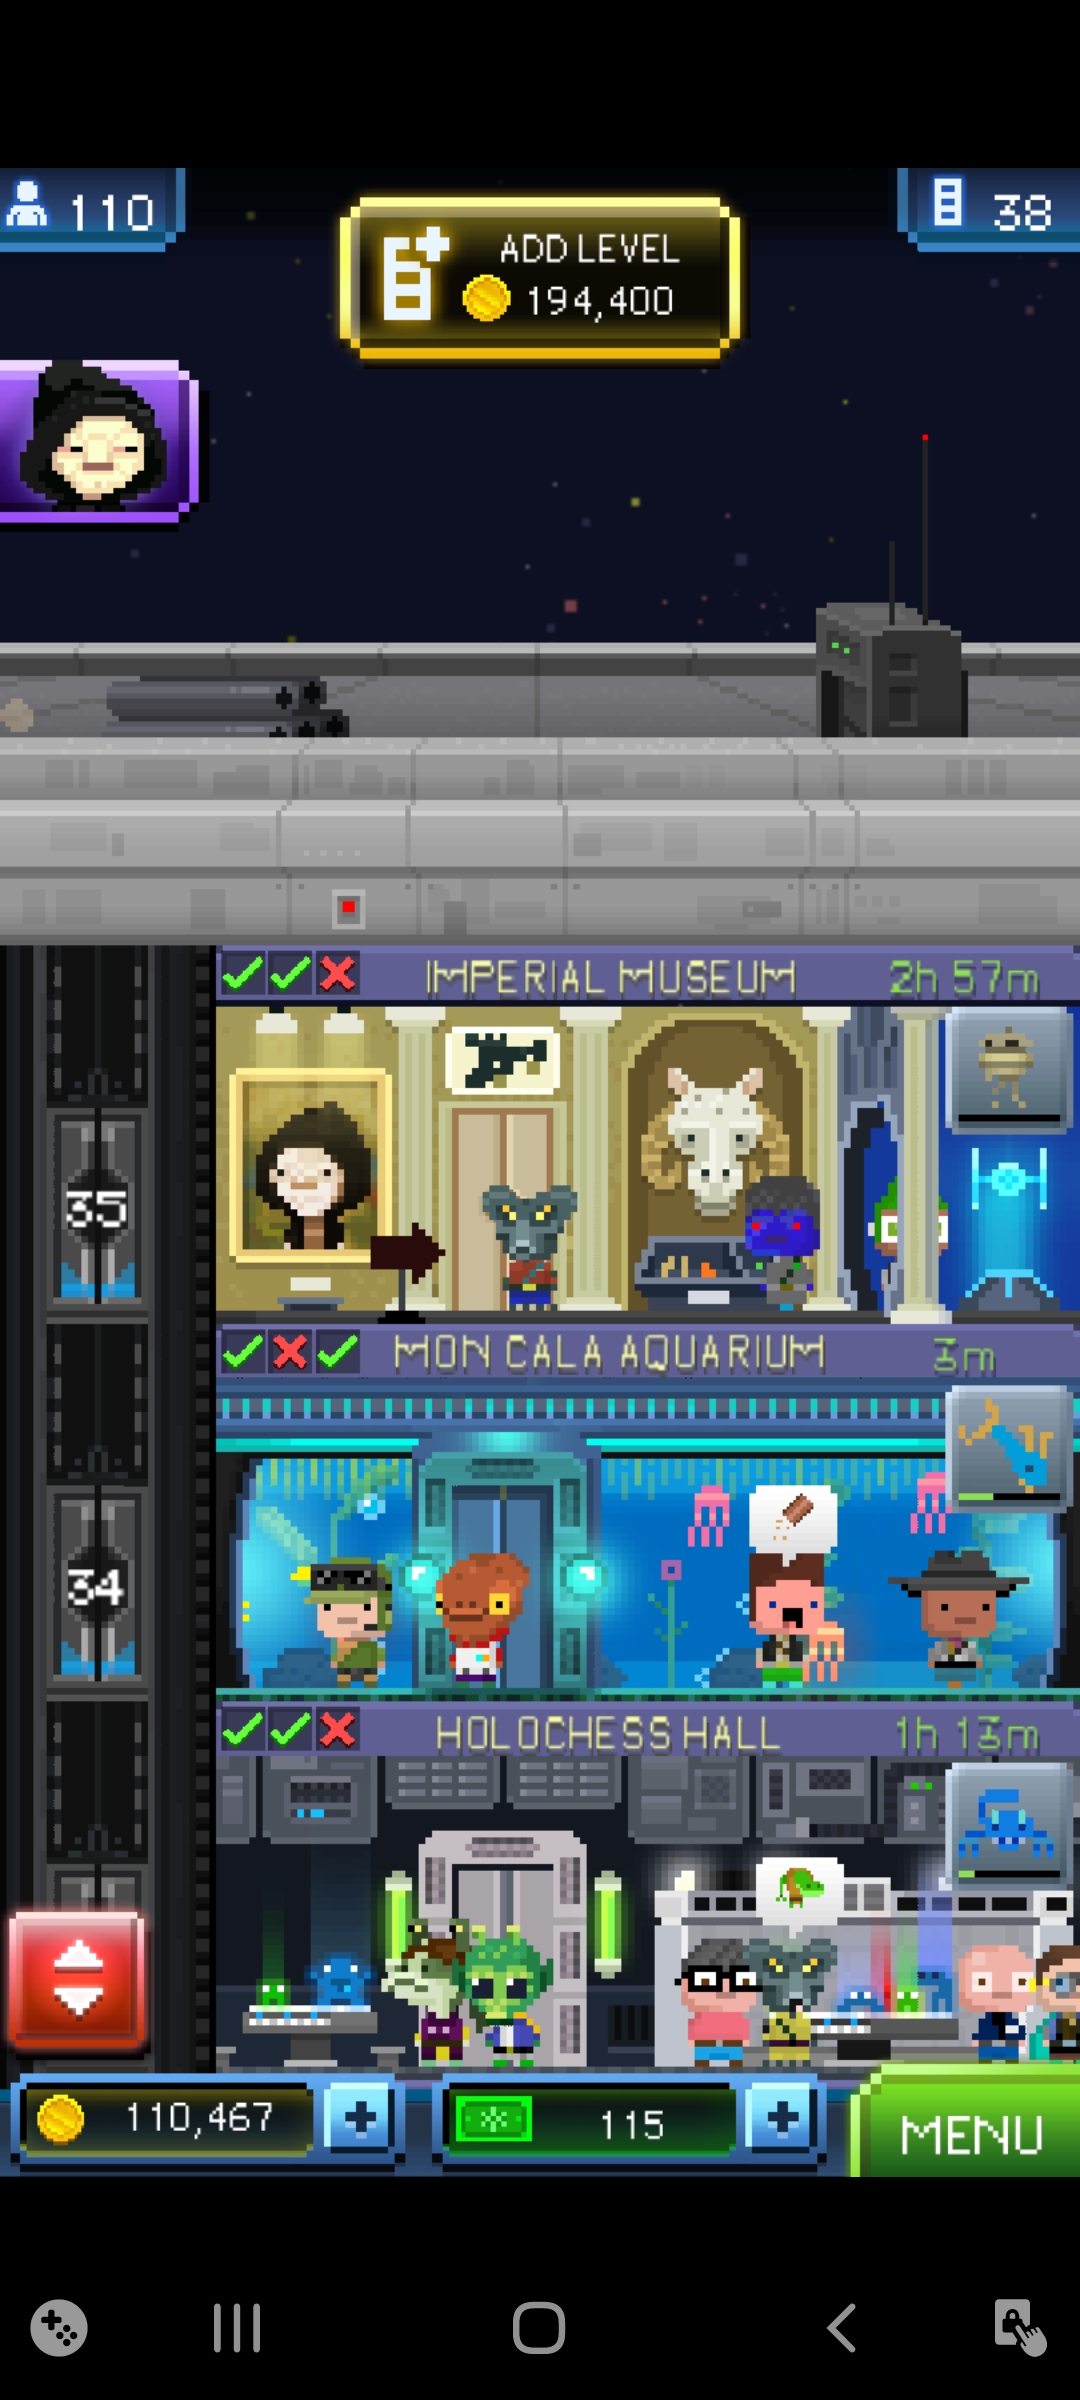 110
ADD LEVEL
194,400
38
IMPERIAL MUSEUM 2h 57m
35
MON CALA AQUARIUM 3m
34
HOLOCHESS HALL 1h 13m
110,467
115
MENU